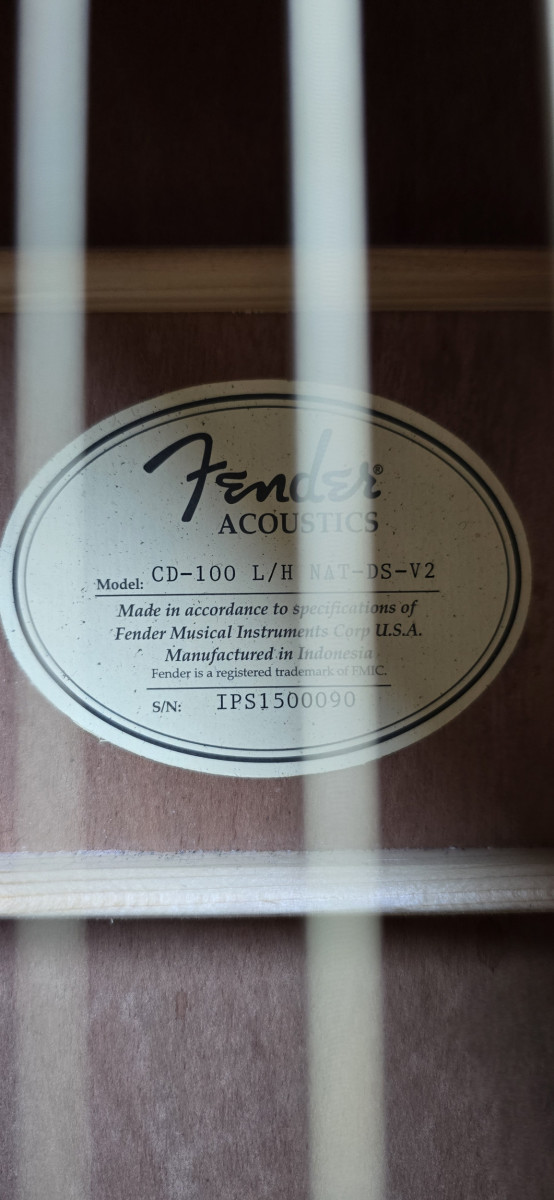 Fender®
ACOUSTICS
Model: CD-100 L/H NAT-DS-V2
Made in accordance to specifications of
Fender Musical Instruments Corp U.S.A.
Manufactured in Indonesia
Fender is a registered trademark of FMIC.
S/N: IPS1500090